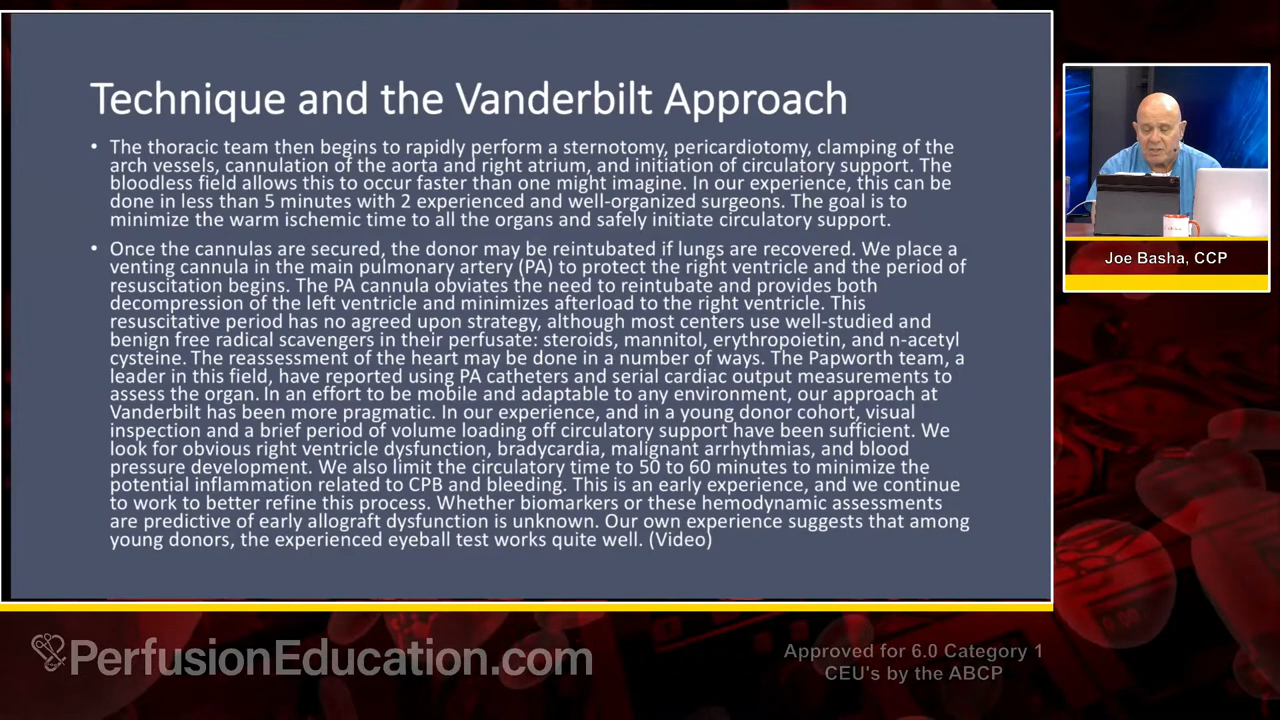 Technique and the Vanderbilt Approach
• The thoracic team then begins to rapidly perform a sternotomy, pericardiotomy, clamping of the
arch vessels, cannulation of the aorta and right atrium, and initiation of circulatory support. The
bloodless field allows this to occur faster than one might imagine. In our experience, this can be
done in less than 5 minutes with 2 experienced and well-organized surgeons. The goal is to
minimize the warm ischemic time to all the organs and safely initiate circulatory support.
• Once the cannulas are secured, the donor may be reintubated if lungs are recovered. We place a
venting cannula in the main pulmonary artery (PA) to protect the right ventricle and the period of
resuscitation begins. The PA cannula obviates the need to reintubate and provides both
decompression of the left ventricle and minimizes afterload to the right ventricle. This
resuscitative period has no agreed upon strategy, although most centers use well-studied and
benign free radical scavengers in their perfusate: steroids, mannitol, erythropoietin, and n-acetyl
cysteine. The reassessment of the heart may be done in a number of ways. The Papworth team, a
leader in this field, have reported using PA catheters and serial cardiac output measurements to
assess the organ. In an effort to be mobile and adaptable to any environment, our approach at
Vanderbilt has been more pragmatic. In our experience, and in a young donor cohort, visual
inspection and a brief period of volume loading off circulatory support have been sufficient. We
look for obvious right ventricle dysfunction, bradycardia, malignant arrhythmias, and blood
pressure development. We also limit the circulatory time to 50 to 60 minutes to minimize the
potential inflammation related to CPB and bleeding. This is an early experience, and we continue
to work to better refine this process. Whether biomarkers or these hemodynamic assessments
are predictive of early allograft dysfunction is unknown. Our own experience suggests that among
young donors, the experienced eyeball test works quite well. (Video)
Joe Basha, CCP
PerfusionEducation.com
Approved for 6.0 Category 1
CEU's by the ABCP